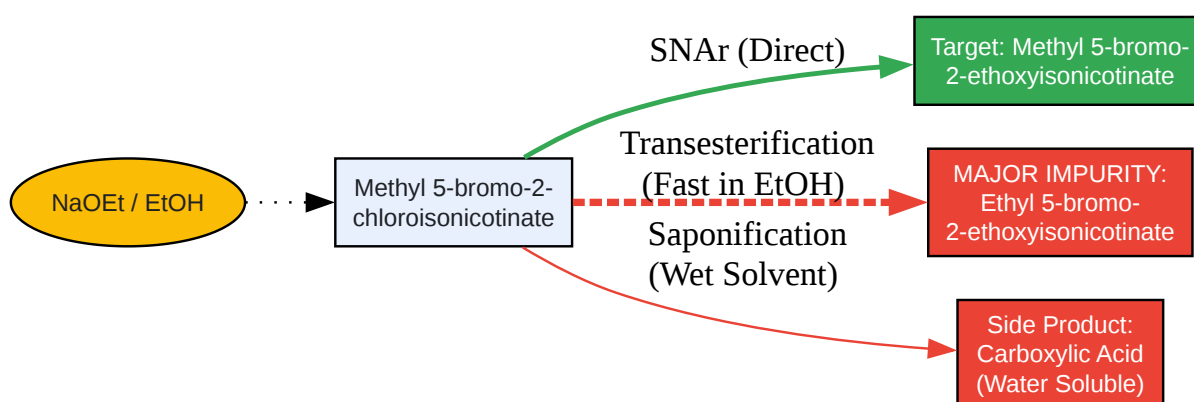 SNAr (Direct)
Target: Methyl 5-bromo-
2-ethoxyisonicotinate
NaOEt / EtOH
Methyl 5-bromo-2-
chloroisonicotinate
Transesterification
(Fast in EtOH)
MAJOR IMPURITY:
Ethyl 5-bromo-
2-ethoxyisonicotinate
Saponification
(Wet Solvent)
Side Product:
Carboxylic Acid
(Water Soluble)